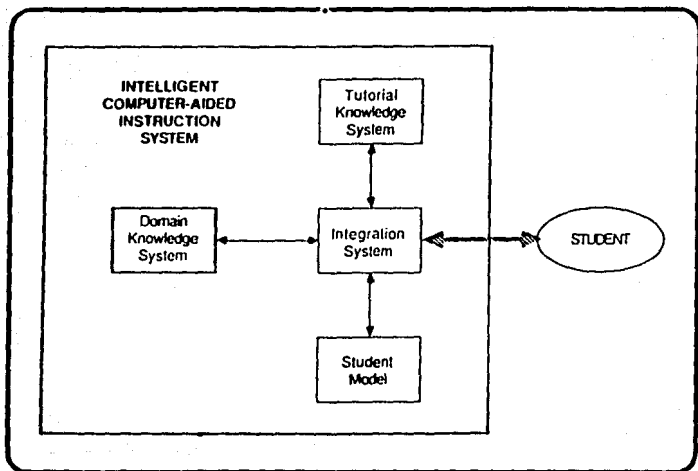 INTELLIGENT
COMPUTER-AIDED
INSTRUCTION
SYSTEM
Tutorial
Knowledge
System
Domain
Knowledge
System
Integration
System
STUDENT
Student
Model